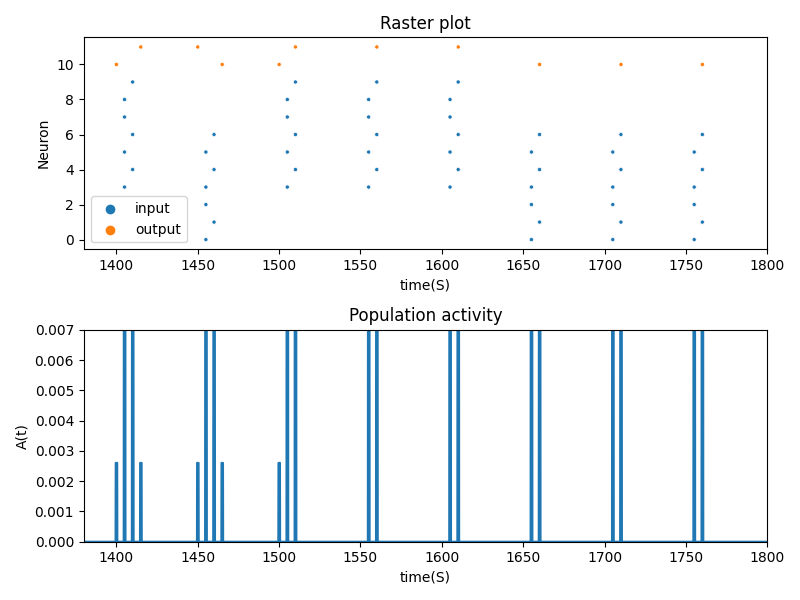 Raster plot
10
8
6
4
2
0
Neuron
input
output
1400 1450 1500 1550 1600 1650 1700 1750 1800
time(S)
Population activity
0.007
0.006
0.005
0.004
0.003
0.002
0.001
0.000
A(t)
1400 1450 1500 1550 1600 1650 1700 1750 1800
time(S)